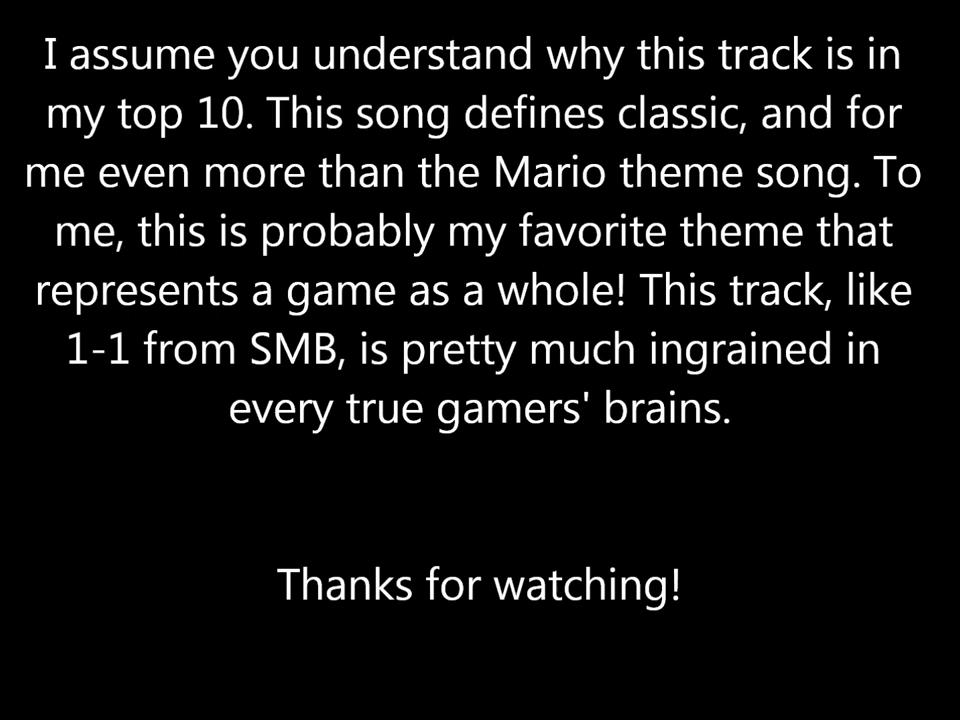 I assume you understand why this track is in
my top 10. This song defines classic, and for
me even more than the Mario theme song. To
me, this is probably my favorite theme that
represents a game as a whole! This track, like
1-1 from SMB, is pretty much ingrained in
every true gamers' brains.
Thanks for watching!